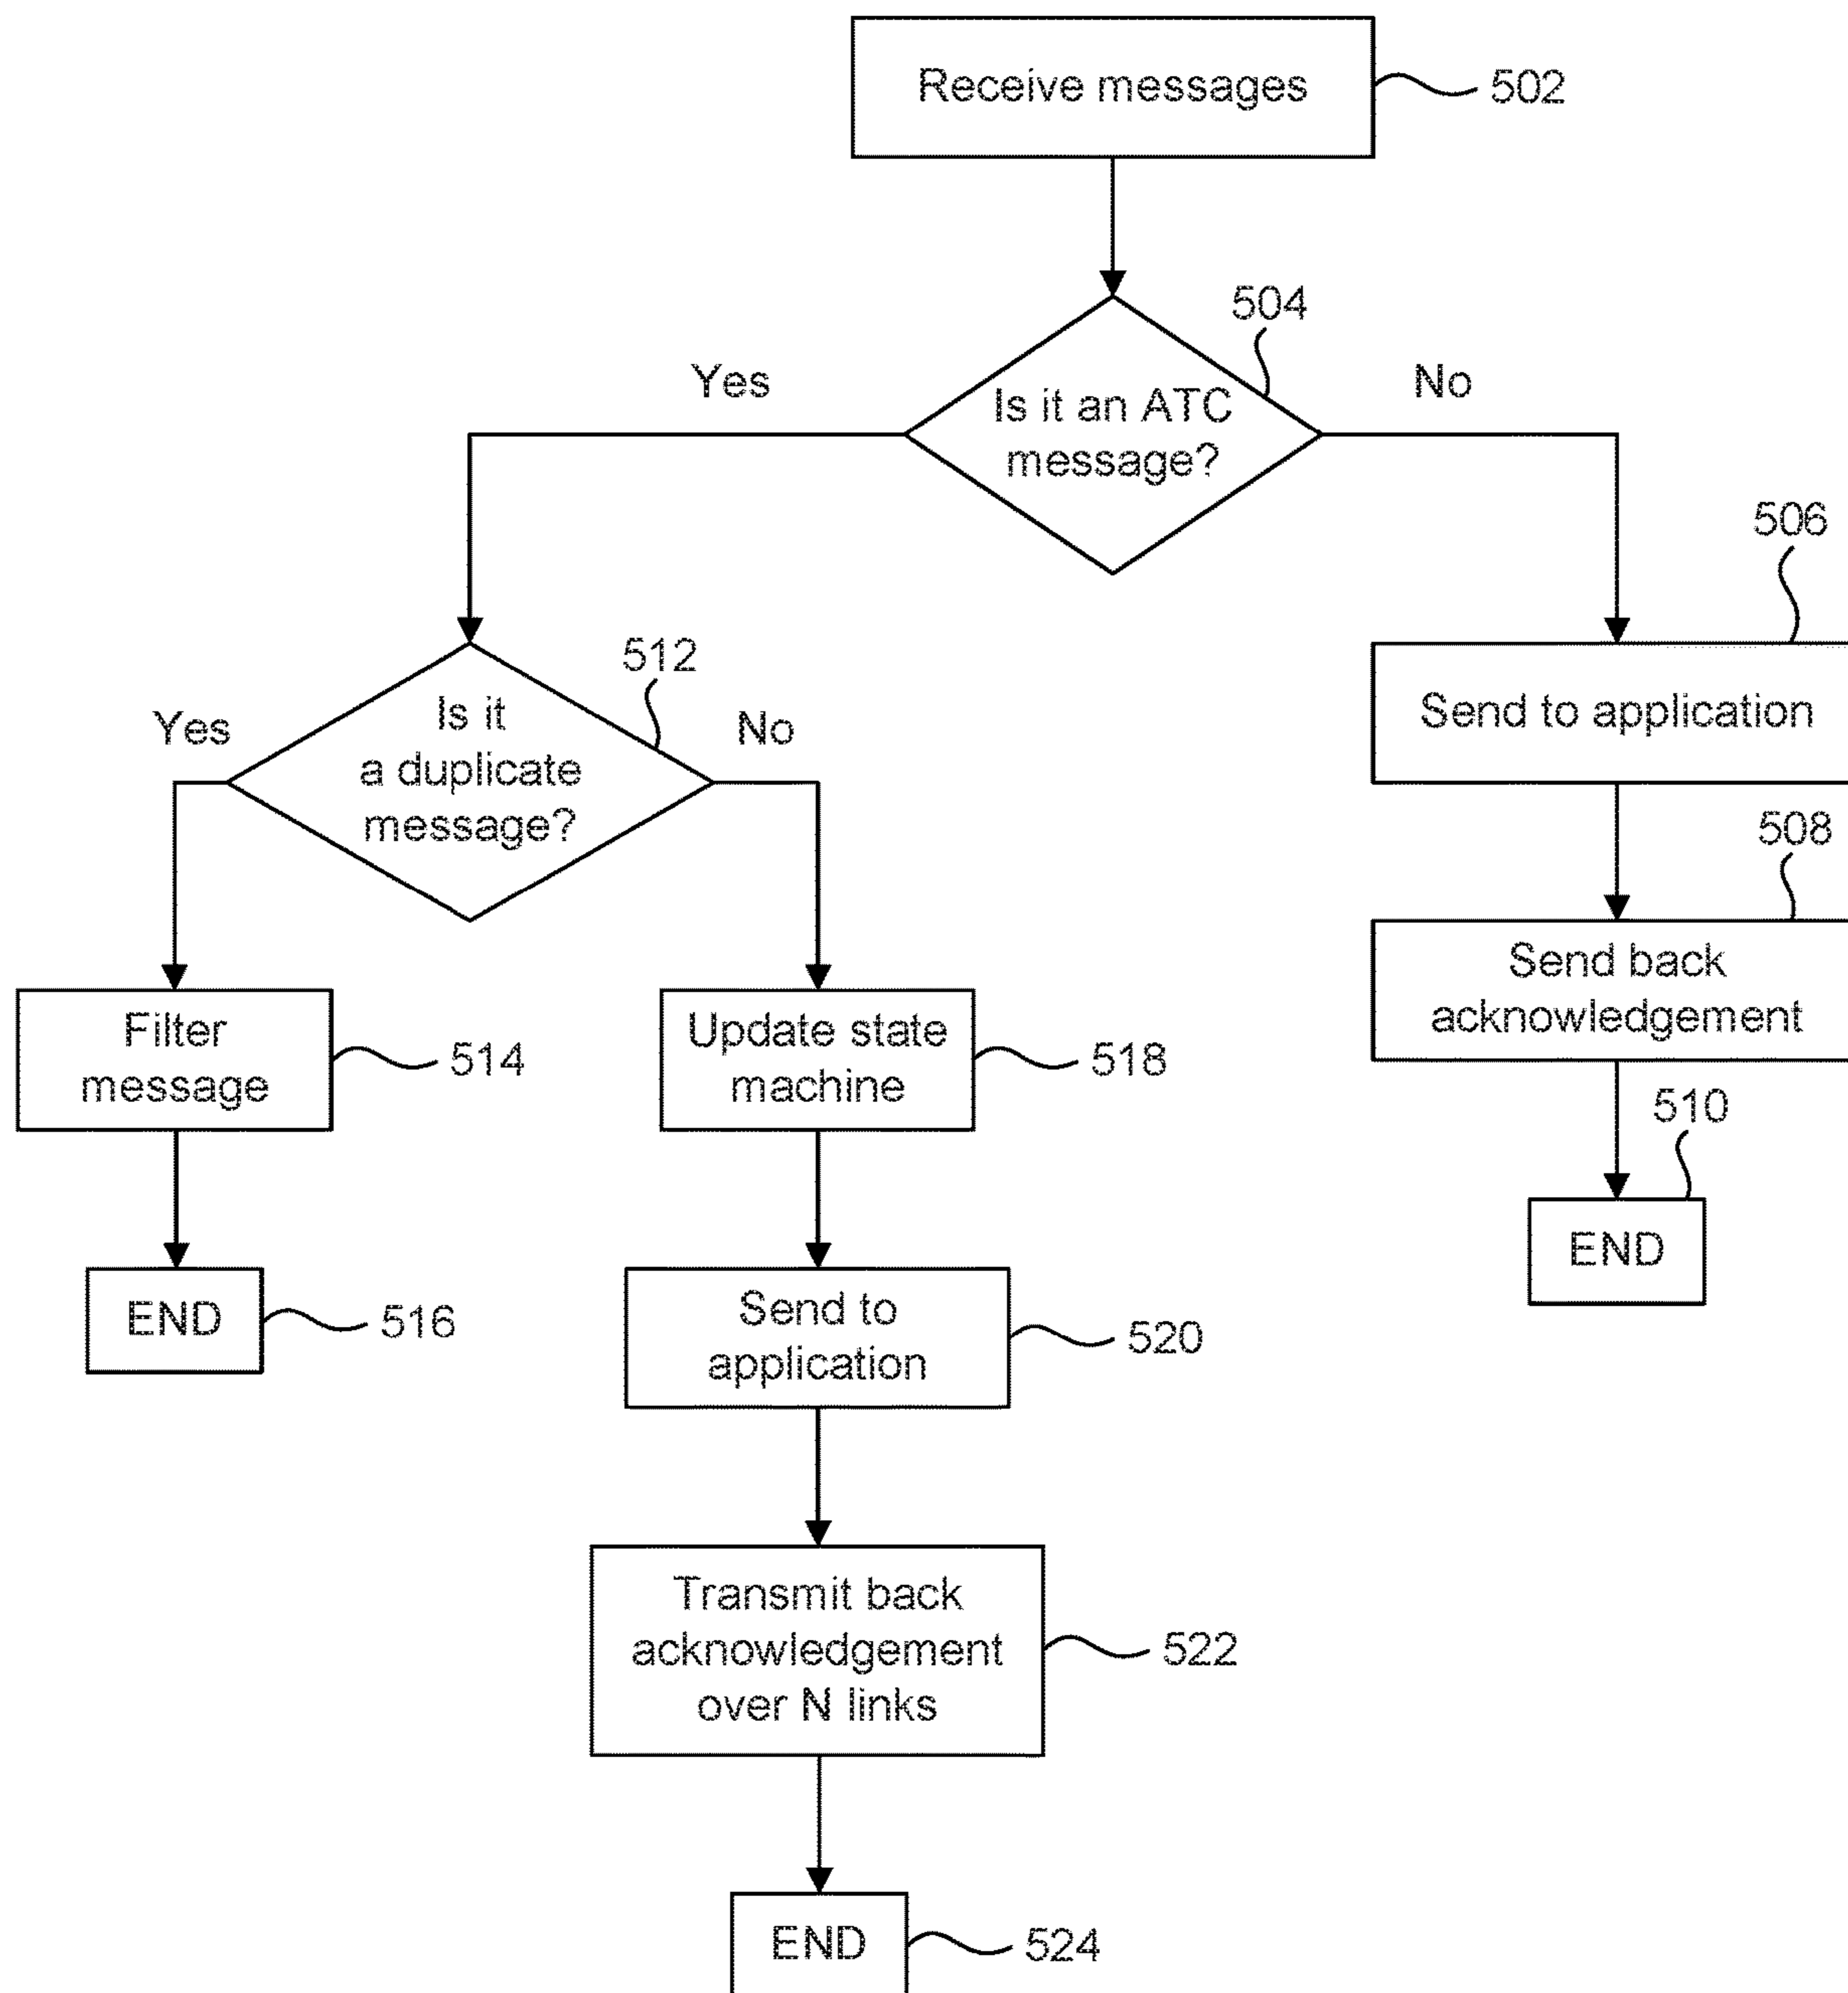 Receive messages
502
504
Yes
No
Is it an ATC
message?
506
512
Send to application
Yes
Is it
a duplicate
message?
No
508
Send back
acknowledgement
Filter
message
514
Update state
machine
518
510
END
END
516
Send to
application
520
Transmit back
acknowledgement
over N links
522
END
524